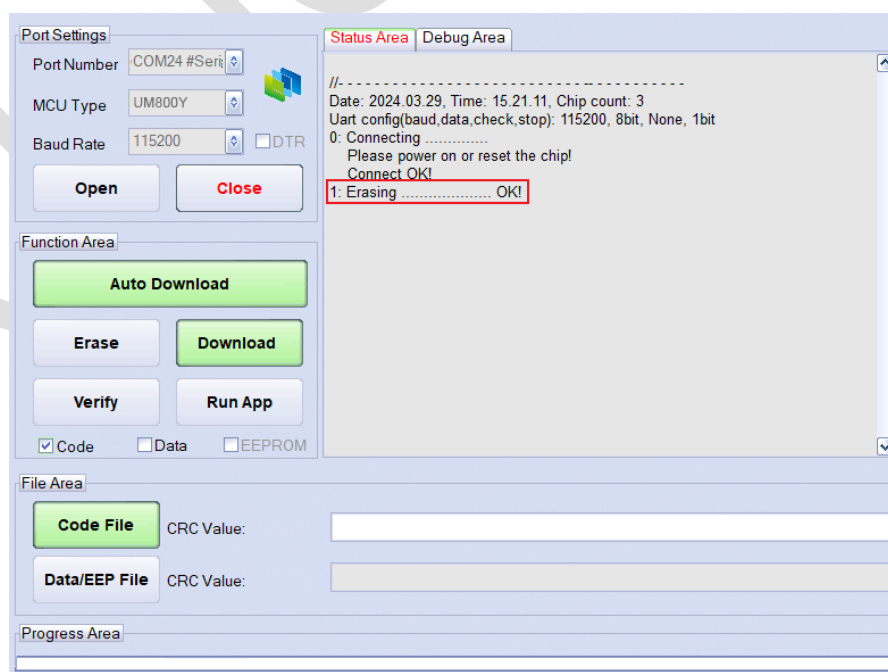 Port Settings
Port Number COM24 #Seri
MCU Type UM800Y
Baud Rate 115200 DTR
Open Close
Function Area
Auto Download
Erase Download
Verify Run App
Code Data EEPROM
Status Area Debug Area
//- - - - - - - - - - - - - - - - - - - - - - - - - - - - - - - - - - -
Date: 2024.03.29, Time: 15.21.11, Chip count: 3
Uart config(baud,data,check,stop): 115200, 8bit, None, 1bit
0: Connecting ..............
Please power on or reset the chip!
Connect OK!
1: Erasing .................... OK!
File Area
Code File CRC Value:
Data/EEP File CRC Value:
Progress Area